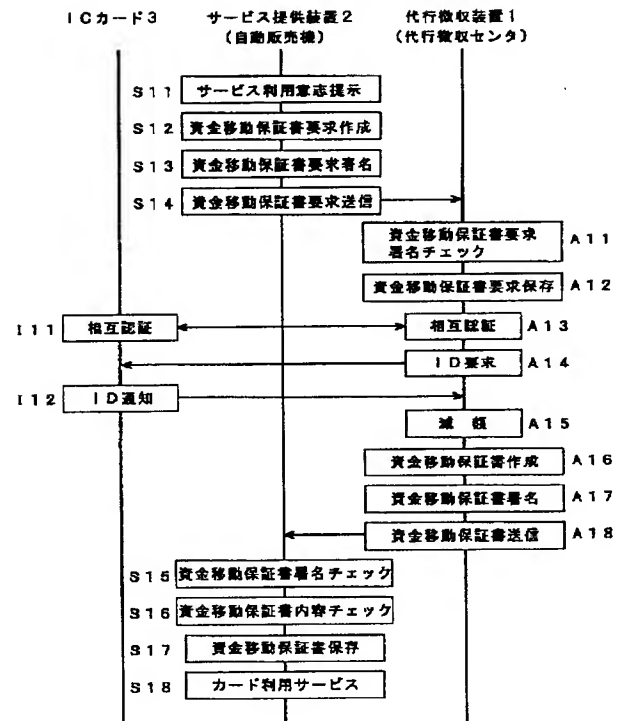 ICカード3 サービス提供装置2 代行徴収装置1
(自動販売機) (代行徴収センタ)
S11 サービス利用意志提示
S12 資金移動保証書要求作成
S13 資金移動保証書要求署名
S14 資金移動保証書要求送信
資金移動保証書要求
署名チェック A11
資金移動保証書要求保存 A12
I11 相互認証 相互認証 A13
ID要求 A14
I12 ID通知
減額 A15
資金移動保証書作成 A16
資金移動保証書署名 A17
資金移動保証書送信 A18
S15 資金移動保証書署名チェック
S16 資金移動保証書内容チェック
S17 資金移動保証書保存
S18 カード利用サービス